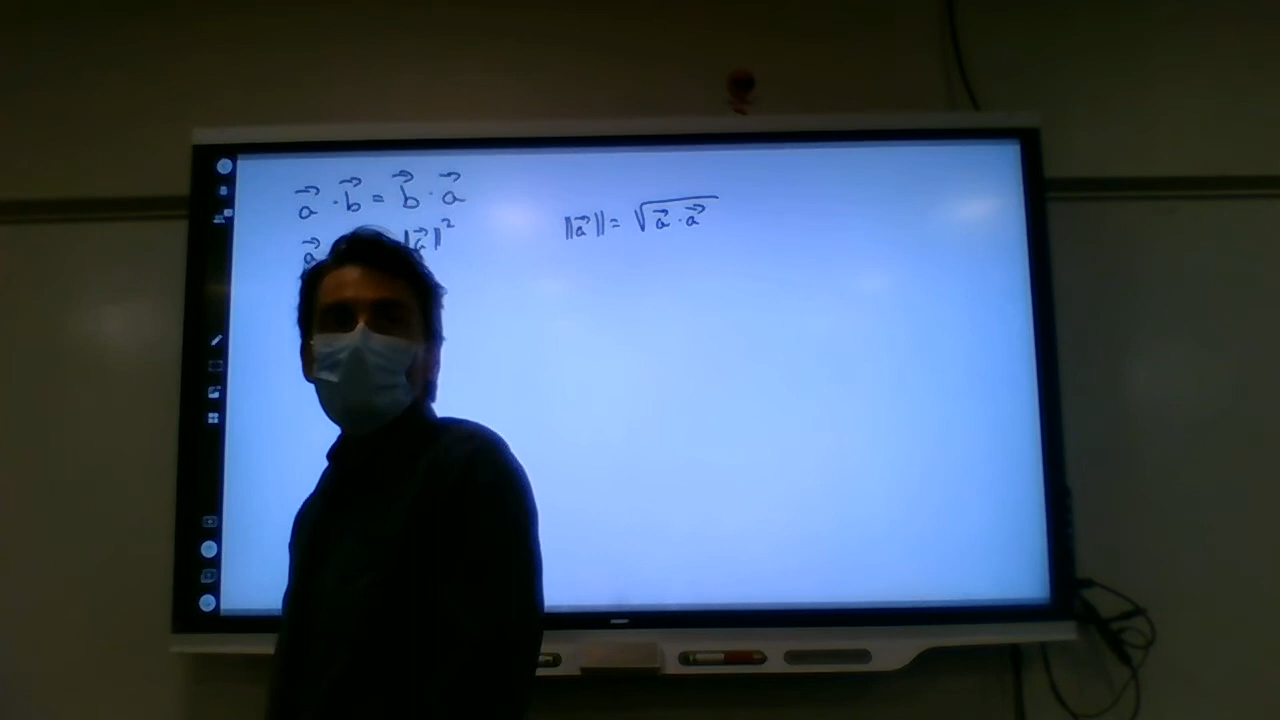 a⃗ · b⃗ = b⃗ · a⃗
a⃗ ‖a⃗‖²
‖a⃗‖ = √(a⃗ · a⃗)